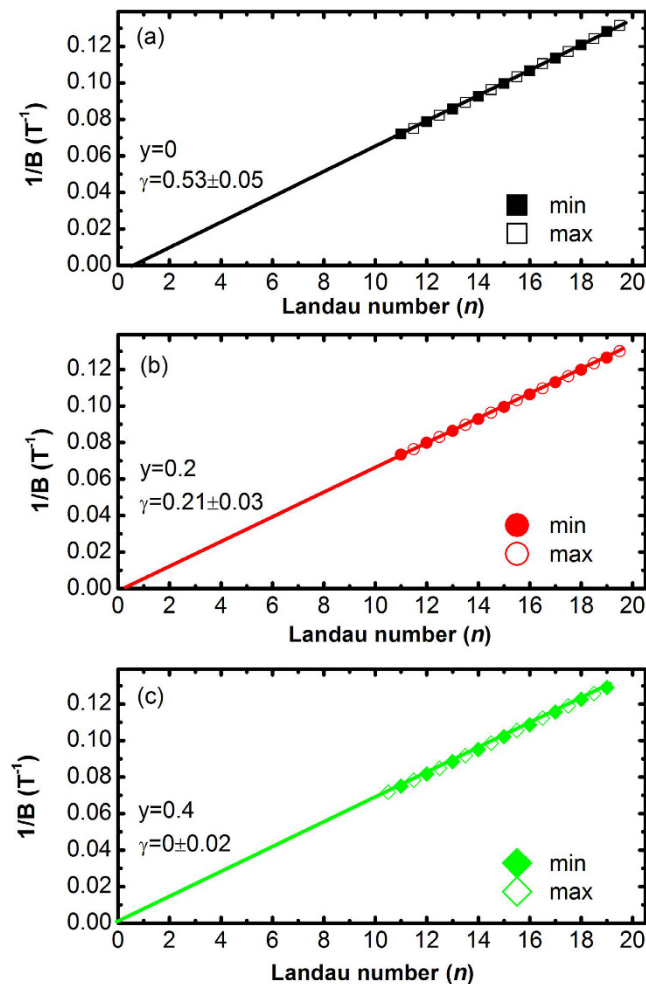 (a)
0.12
0.10
0.08
0.06
0.04
0.02
0.00
1/B (T⁻¹)
y=0
γ=0.53±0.05
min
max
0 2 4 6 8 10 12 14 16 18 20
Landau number (n)
(b)
0.12
0.10
0.08
0.06
0.04
0.02
0.00
1/B (T⁻¹)
y=0.2
γ=0.21±0.03
min
max
0 2 4 6 8 10 12 14 16 18 20
Landau number (n)
(c)
0.12
0.10
0.08
0.06
0.04
0.02
0.00
1/B (T⁻¹)
y=0.4
γ=0±0.02
min
max
0 2 4 6 8 10 12 14 16 18 20
Landau number (n)